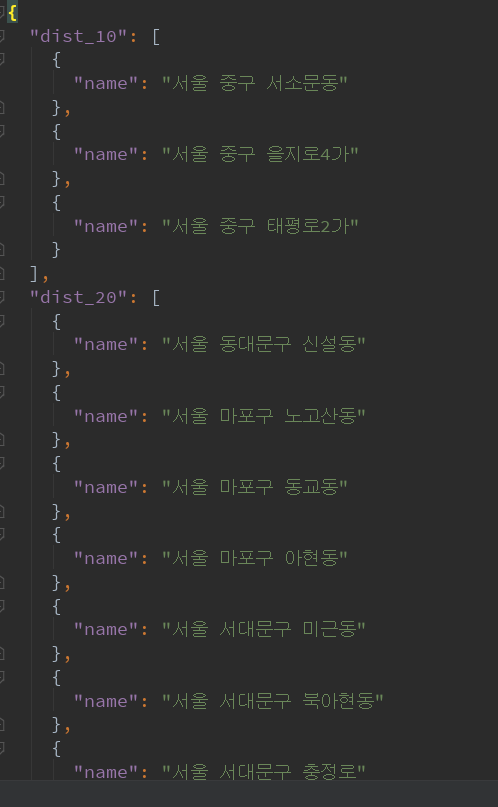 {
"dist_10": [
{
"name": "서울 중구 서소문동"
},
{
"name": "서울 중구 을지로4가"
},
{
"name": "서울 중구 태평로2가"
}
],
"dist_20": [
{
"name": "서울 동대문구 신설동"
},
{
"name": "서울 마포구 노고산동"
},
{
"name": "서울 마포구 동교동"
},
{
"name": "서울 마포구 아현동"
},
{
"name": "서울 서대문구 미근동"
},
{
"name": "서울 서대문구 북아현동"
},
{
"name": "서울 서대문구 충정로"